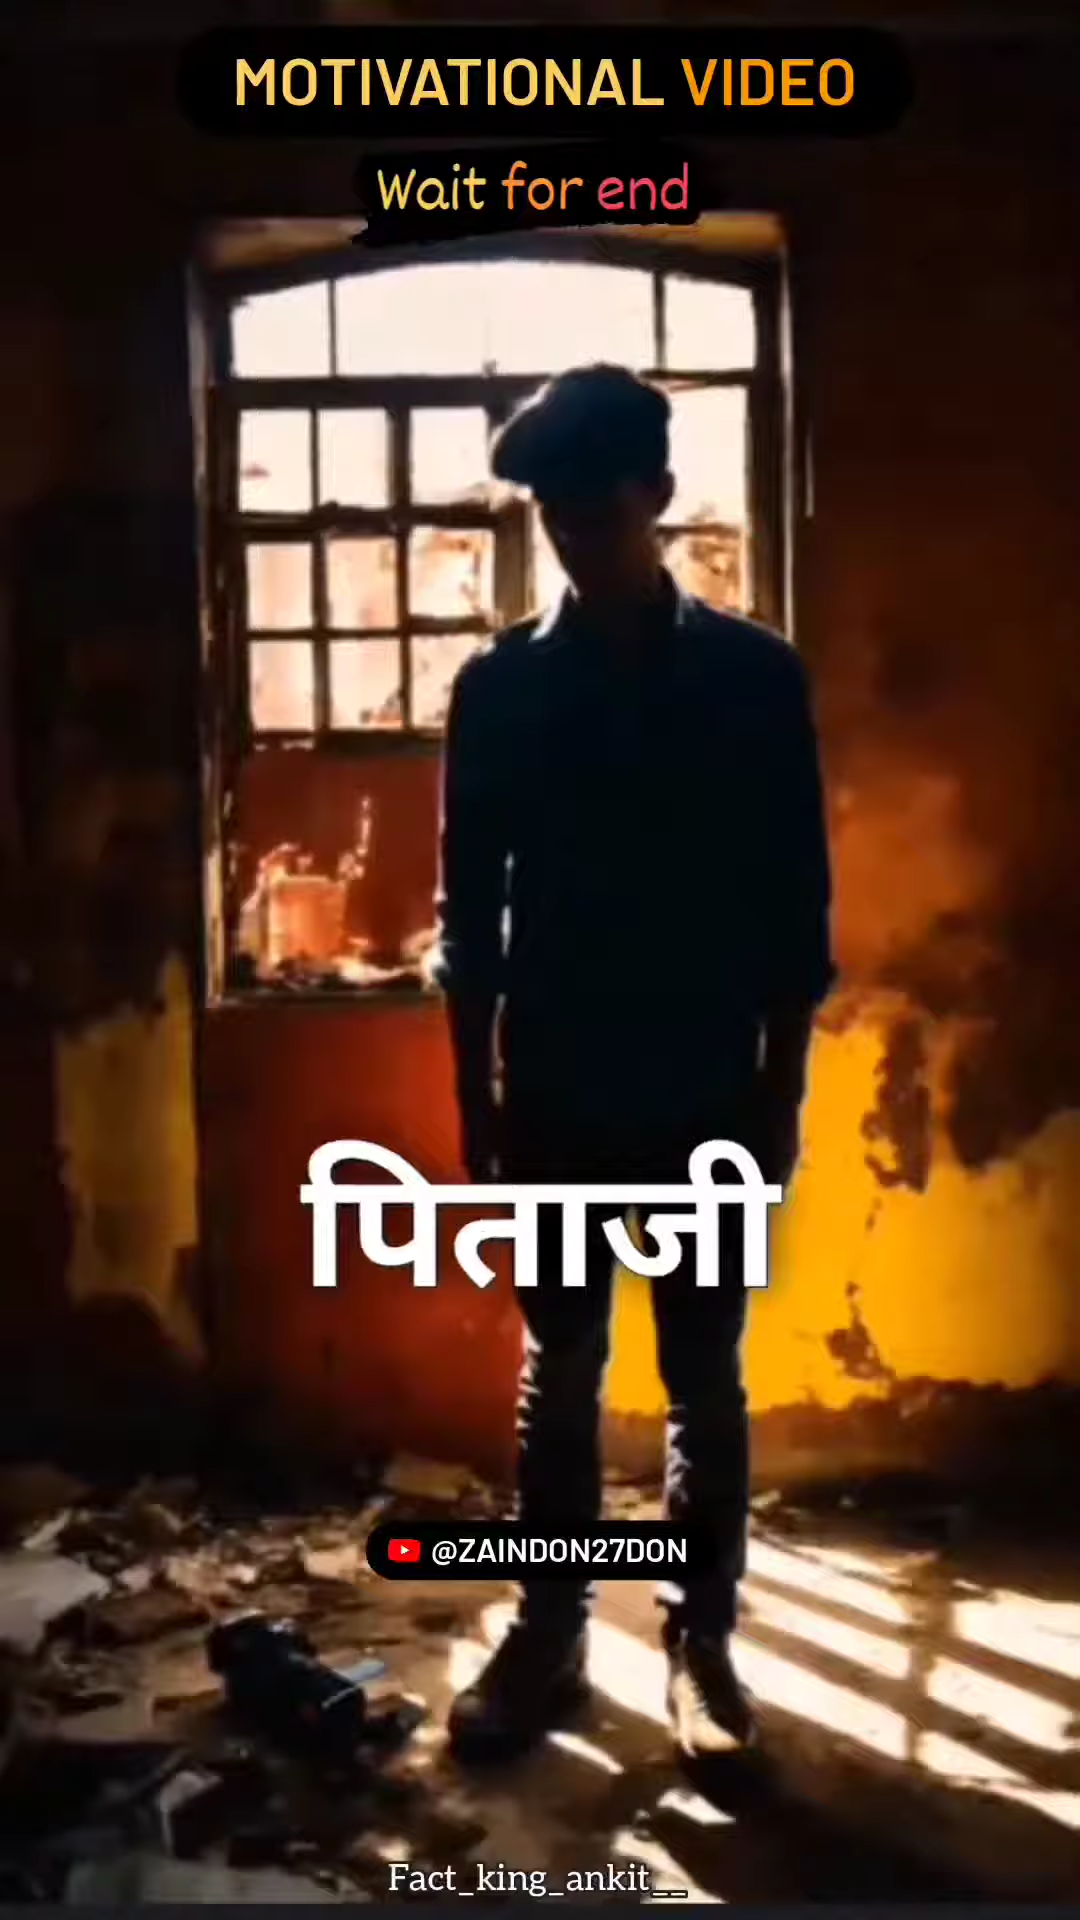 MOTIVATIONAL VIDEO
Wait for end
पिताजी
@ZAINDON27DON
Fact_king_ankit__